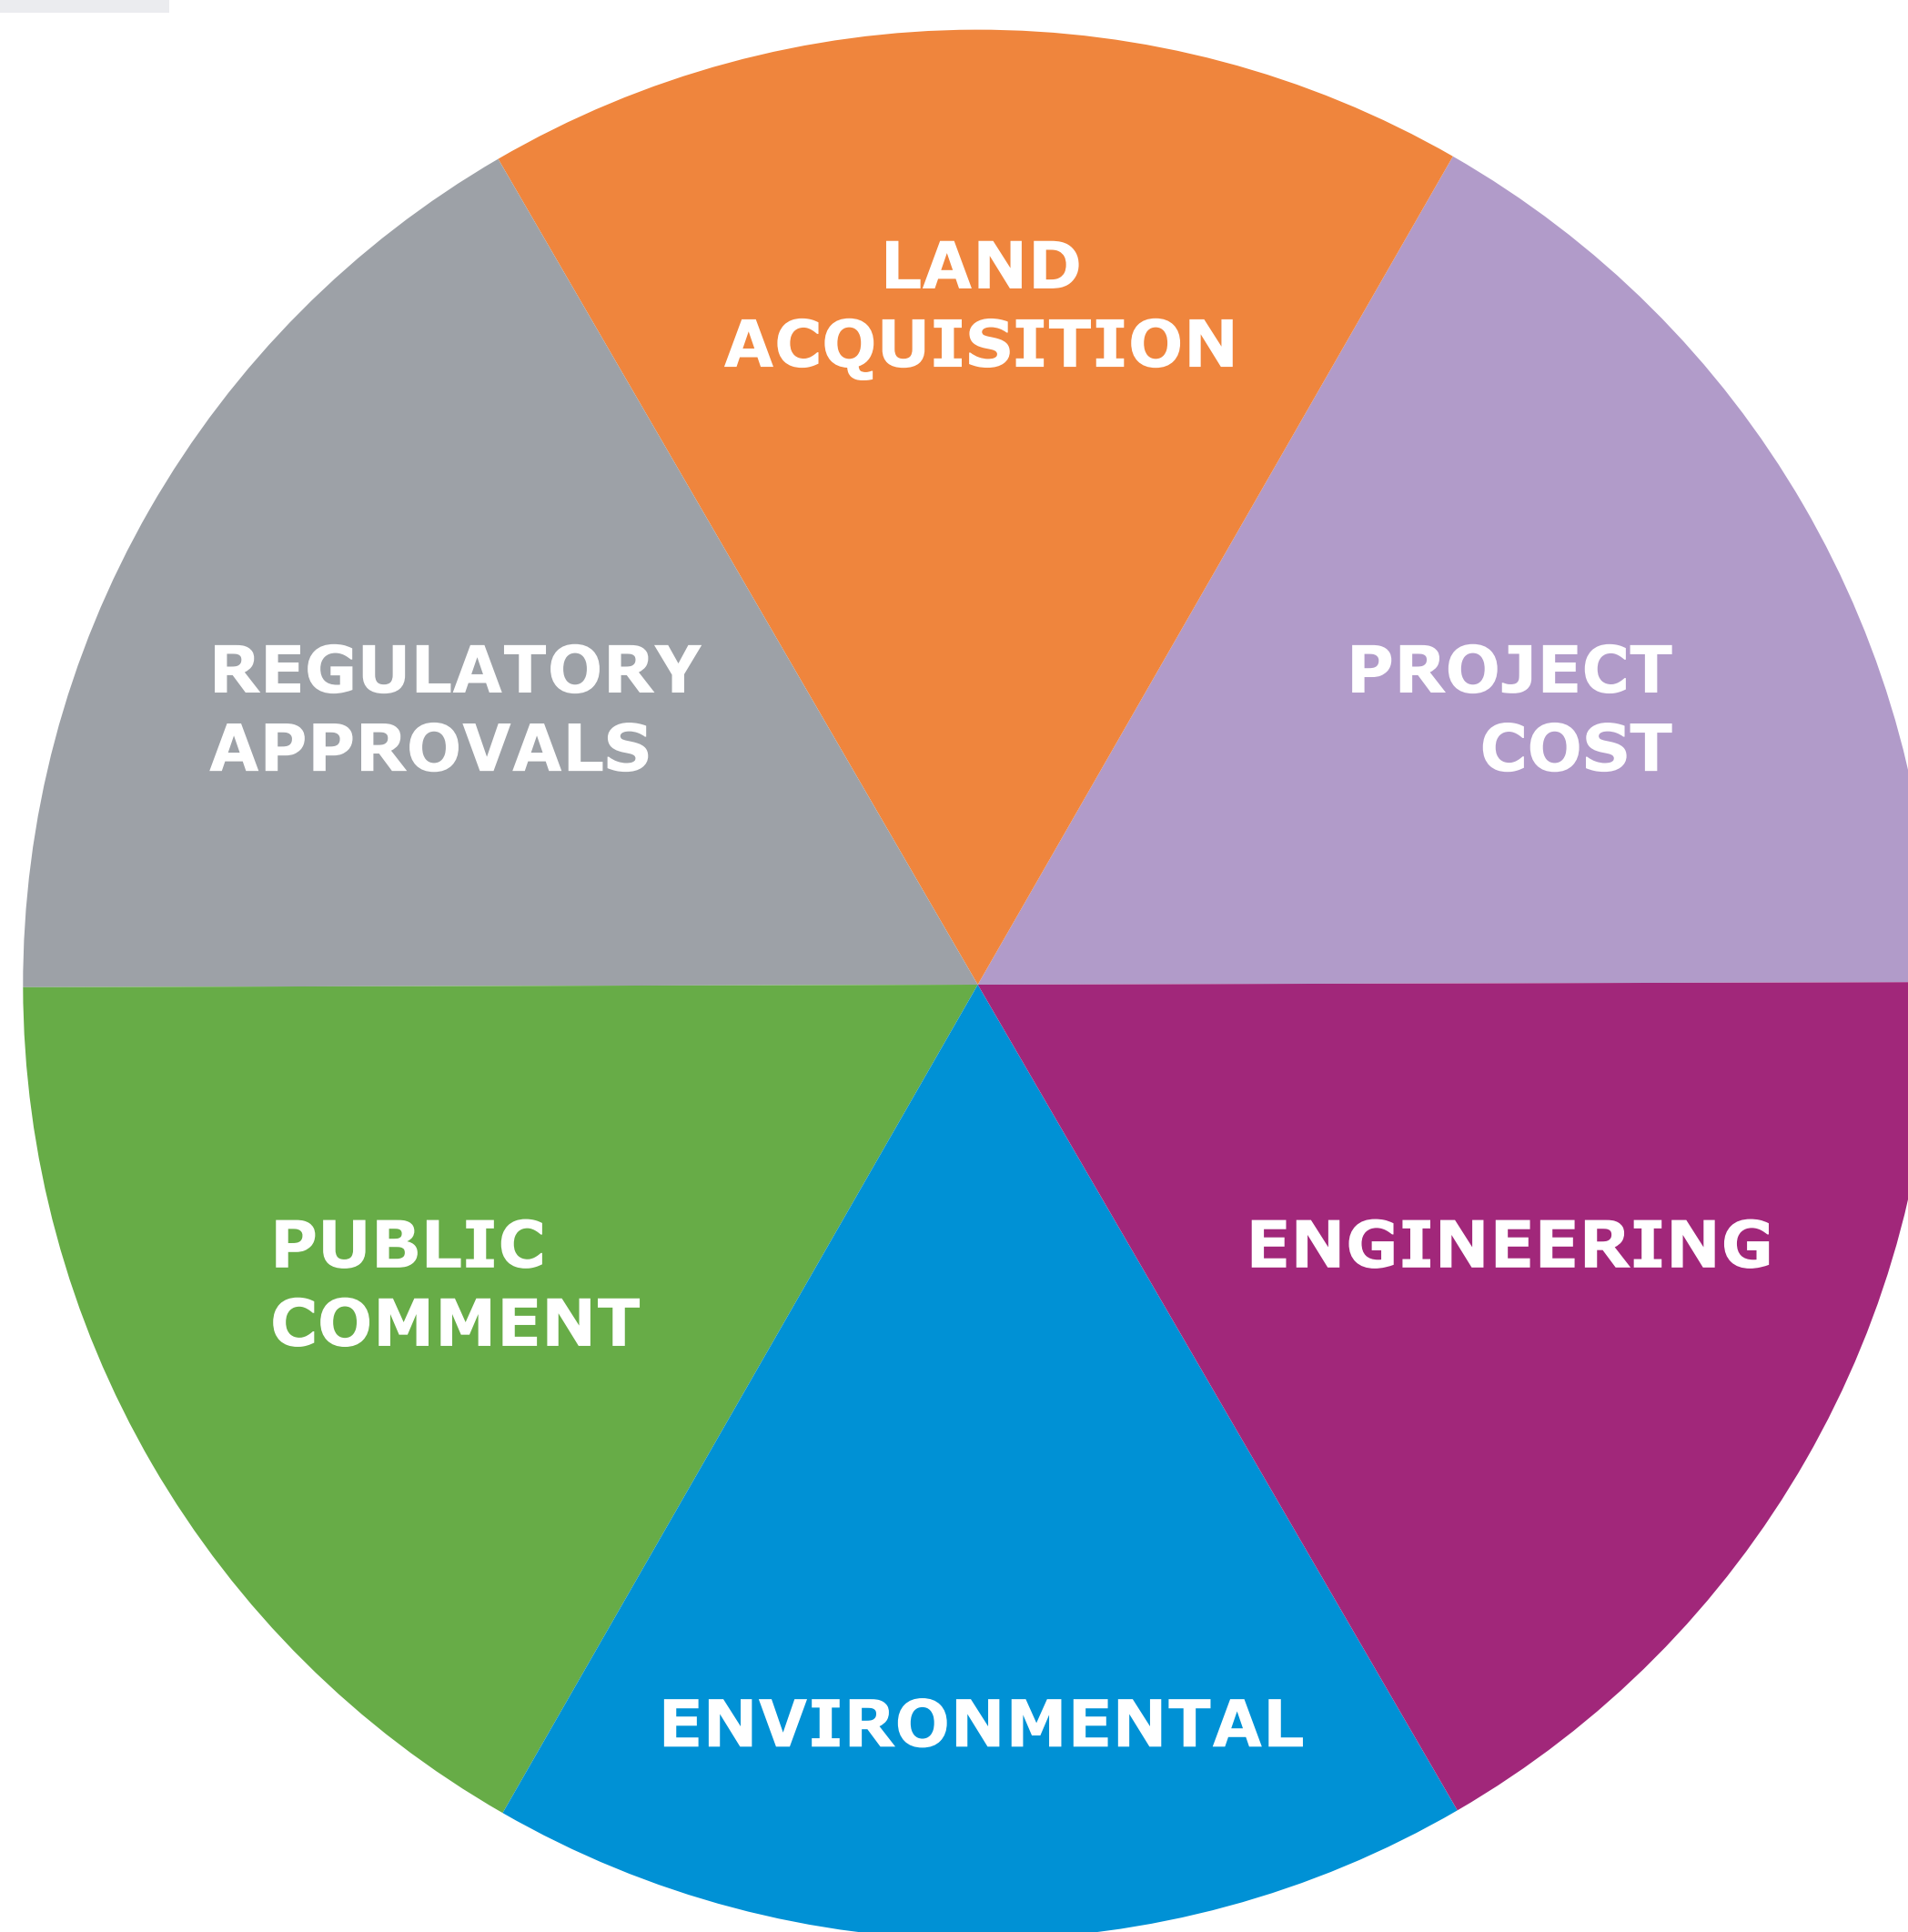 LAND
ACQUISITION
REGULATORY
APPROVALS
PROJECT
COST
PUBLIC
COMMENT
ENGINEERING
ENVIRONMENTAL